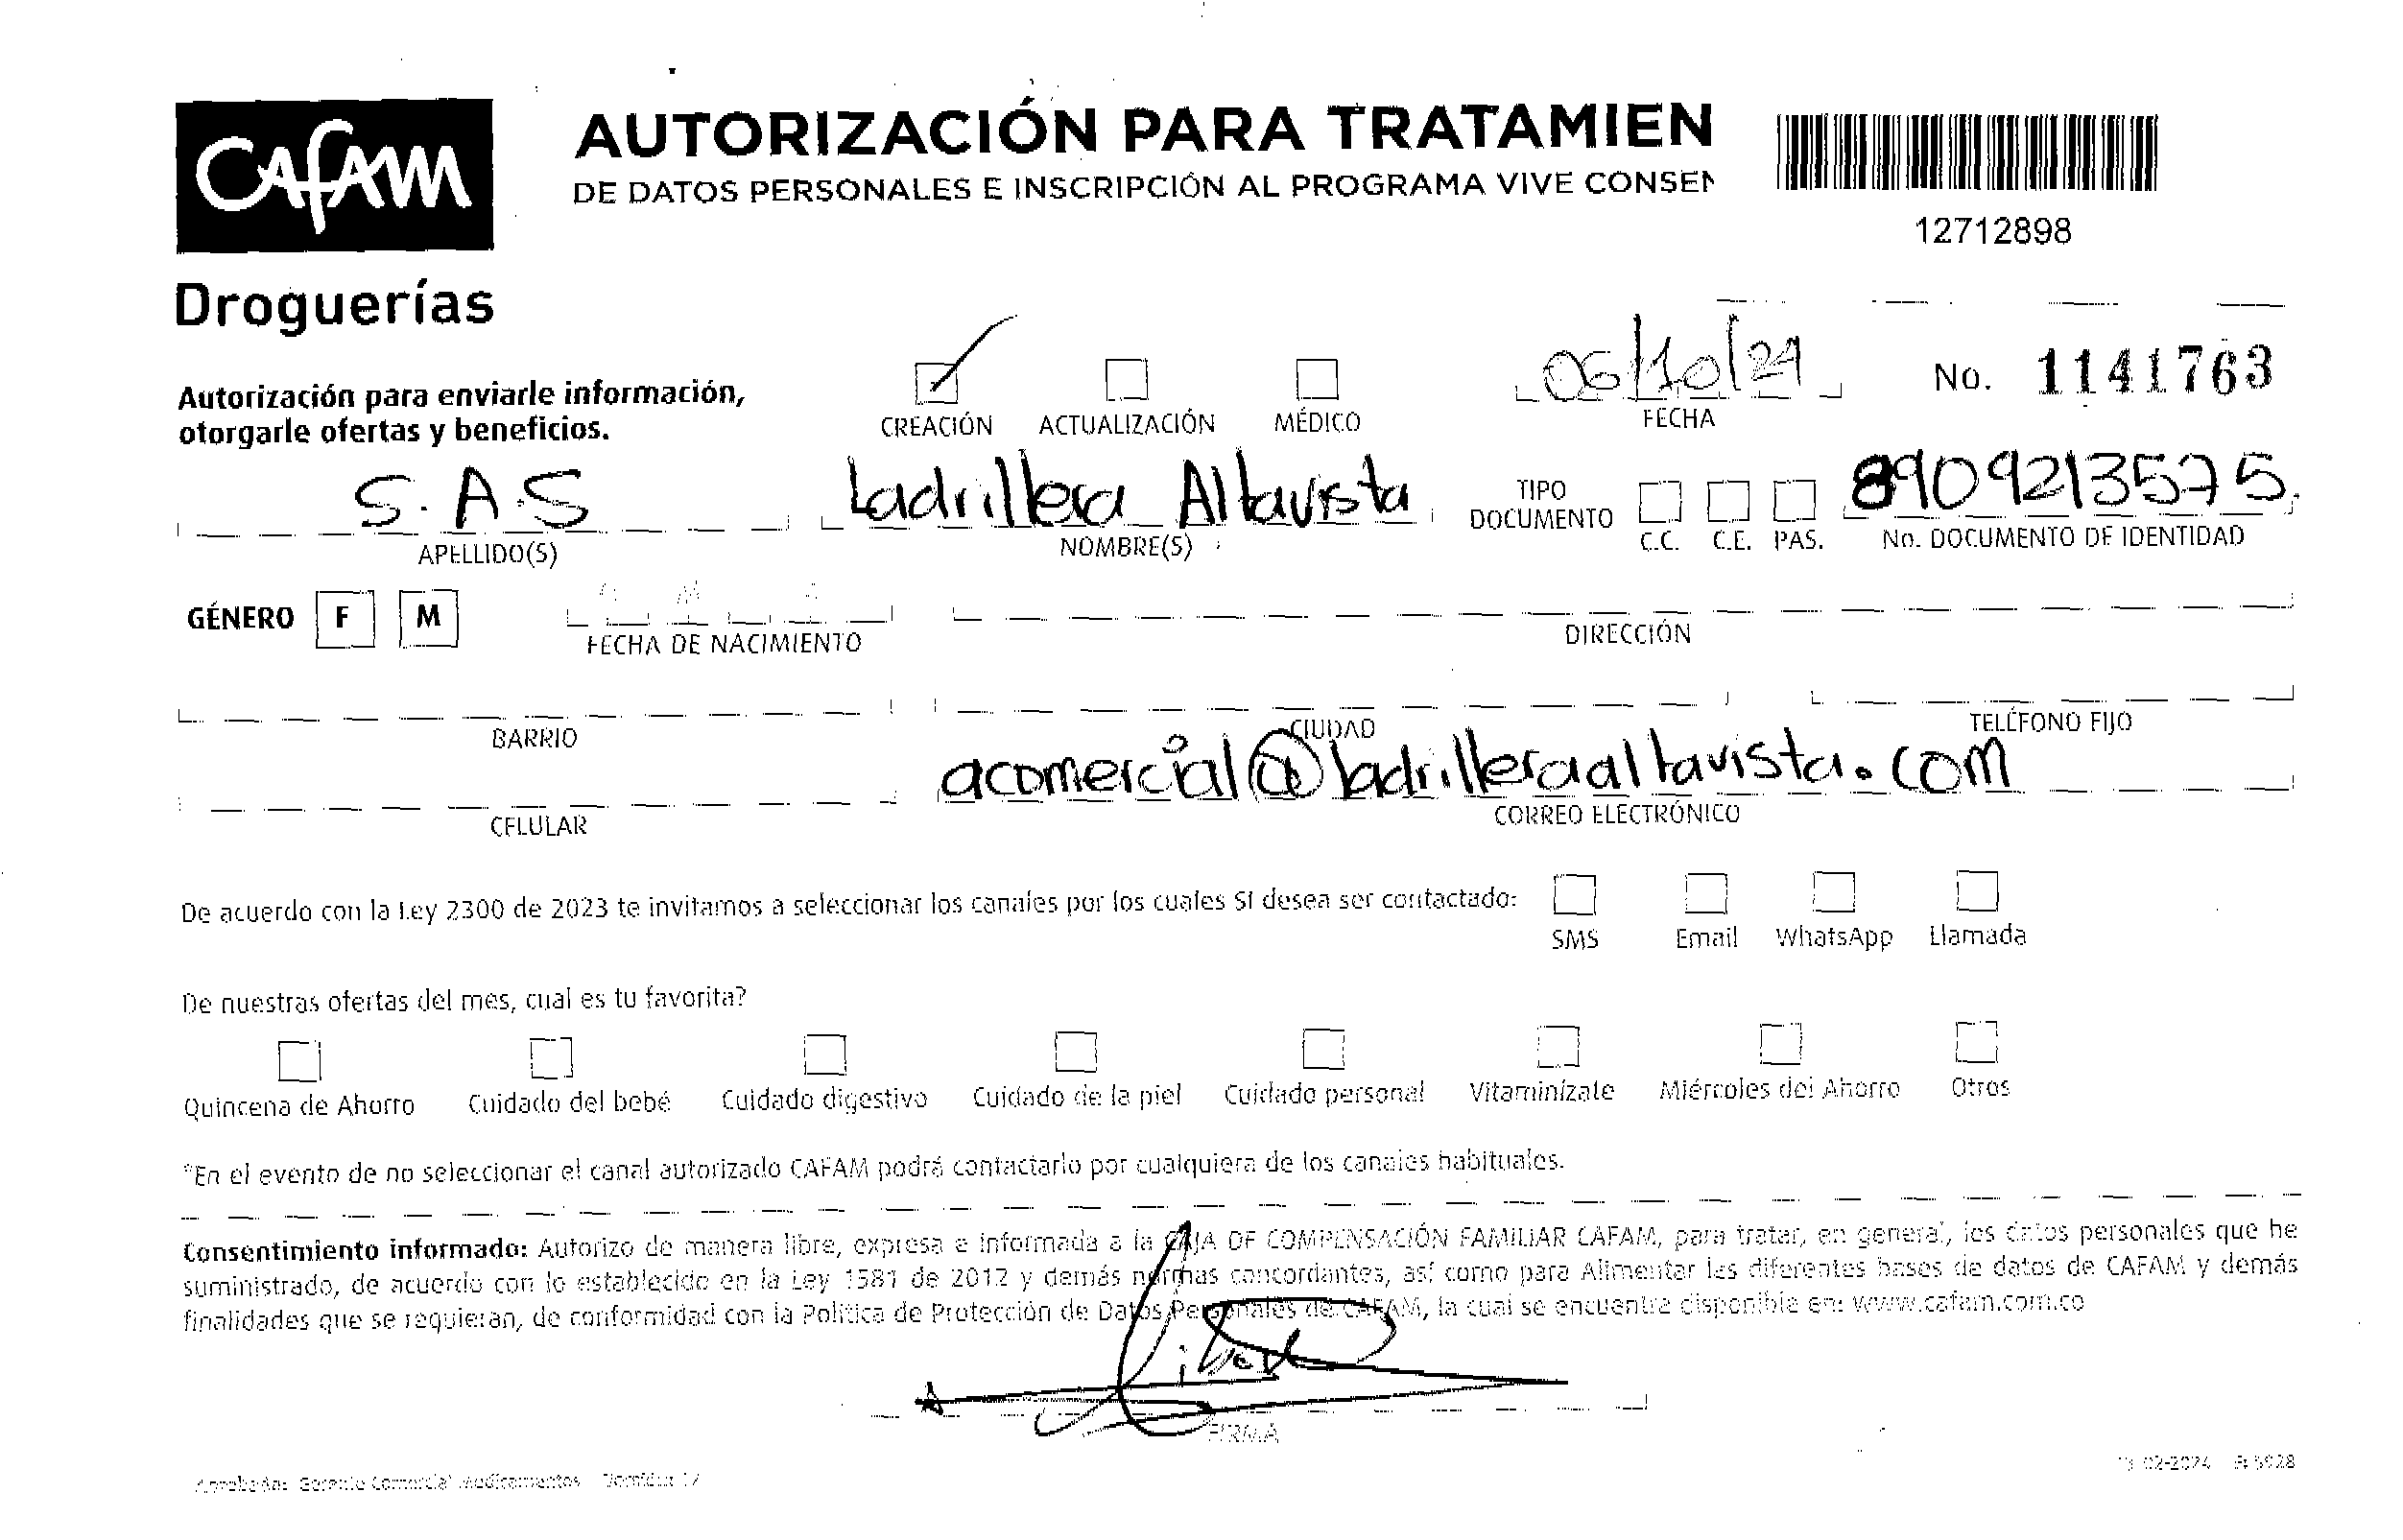 CAFAM
Droguerías
AUTORIZACIÓN PARA TRATAMIEN
DE DATOS PERSONALES E INSCRIPCIÓN AL PROGRAMA VIVE CONSEN
12712898
Autorización para enviarle información,
otorgarle ofertas y beneficios.
CREACIÓN ACTUALIZACIÓN MÉDICO
06/10/24
FECHA
No. 1141763
S.A.S Ladrillera Altavista
APELLIDO(S) NOMBRE(S)
TIPO
DOCUMENTO
C.C. C.E. PAS.
8909213575
No. DOCUMENTO DE IDENTIDAD
GÉNERO F M
FECHA DE NACIMIENTO DIRECCIÓN
BARRIO CIUDAD TELÉFONO FIJO
acomercial@ladrilleraaltavista.com
CELULAR CORREO ELECTRÓNICO
De acuerdo con la Ley 2300 de 2023 te invitamos a seleccionar los canales por los cuales SI desea ser contactado:
SMS Email WhatsApp Llamada
De nuestras ofertas del mes, cual es tu favorita?
Quincena de Ahorro Cuidado del bebé Cuidado digestivo Cuidado de la piel Cuidado personal Vitaminízate Miércoles del Ahorro Otros
*En el evento de no seleccionar el canal autorizado CAFAM podrá contactarlo por cualquiera de los canales habituales.
Consentimiento informado: Autorizo de manera libre, expresa e informada a la CAJA DE COMPENSACIÓN FAMILIAR CAFAM, para tratar, en general, los datos personales que he
suministrado, de acuerdo con lo establecido en la Ley 1581 de 2012 y demás normas concordantes, así como para Alimentar las diferentes bases de datos de CAFAM y demás
finalidades que se requieran, de conformidad con la Política de Protección de Datos Personales de CAFAM, la cual se encuentra disponible en: www.cafam.com.co
FIRMA
Gerente Comercial Medicamentos
02-2024